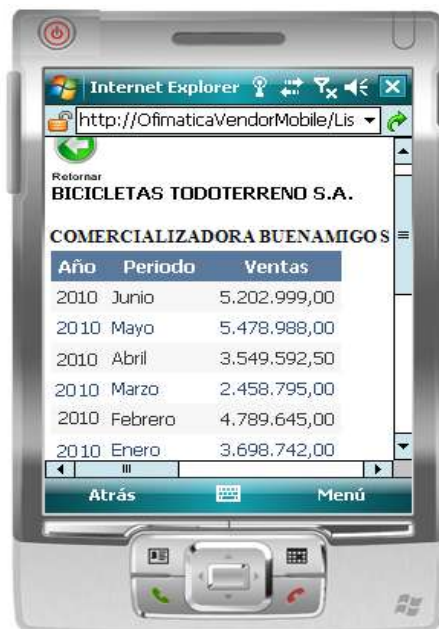 Internet Explorer
http://OfimaticaVendorMobile/Lis
Retornar
BICICLETAS TODOTERRENO S.A.
COMERCIALIZADORA BUENAMIGO S
Año Periodo Ventas
2010 Junio 5.202.999,00
2010 Mayo 5.478.988,00
2010 Abril 3.549.592,50
2010 Marzo 2.458.795,00
2010 Febrero 4.789.645,00
2010 Enero 3.698.742,00
Atrás Menú